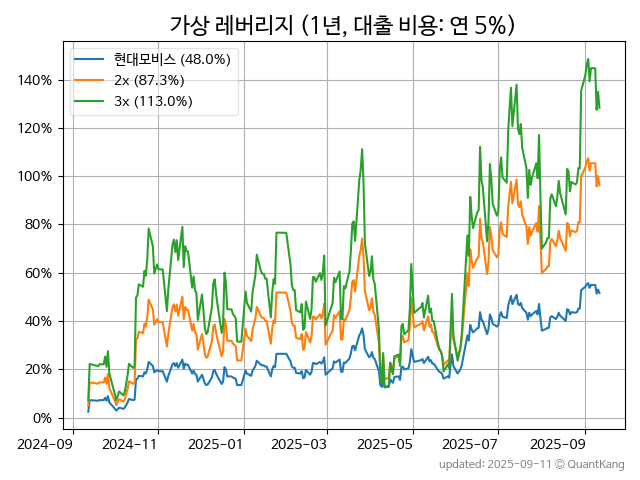 가상 레버리지 (1년, 대출 비용: 연 5%)
현대모비스 (48.0%)
2x (87.3%)
3x (113.0%)
140%
120%
100%
80%
60%
40%
20%
0%
2024-09 2024-11 2025-01 2025-03 2025-05 2025-07 2025-09
updated: 2025-09-11 © QuantKang